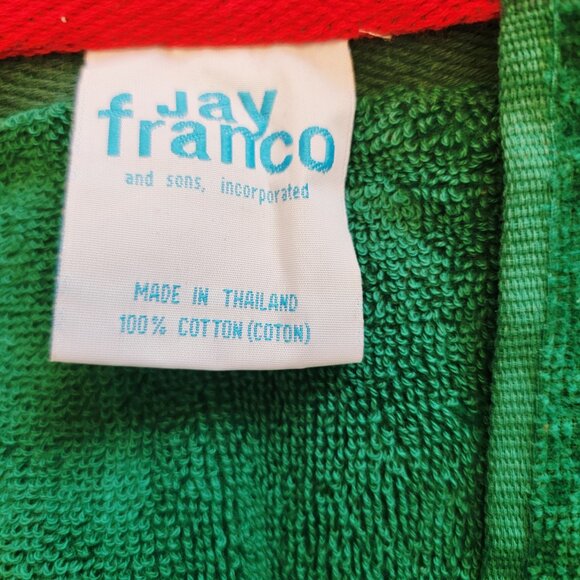 Jay
franco
and sons, incorporated
MADE IN THAILAND
100% COTTON (COTON)